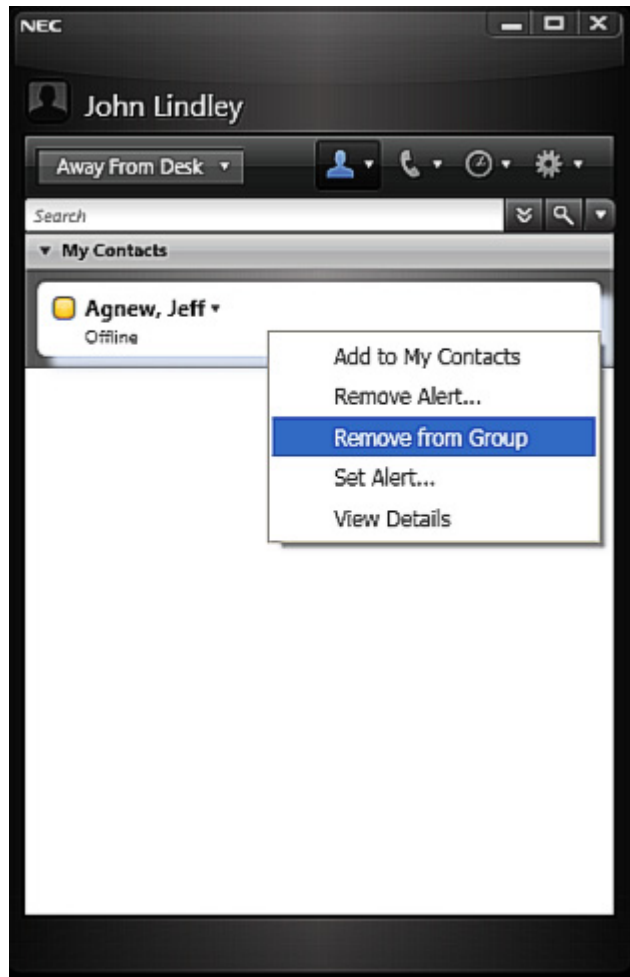 NEC
John Lindley
Away From Desk
Search
My Contacts
Agnew, Jeff
Offline
Add to My Contacts
Remove Alert...
Remove from Group
Set Alert...
View Details